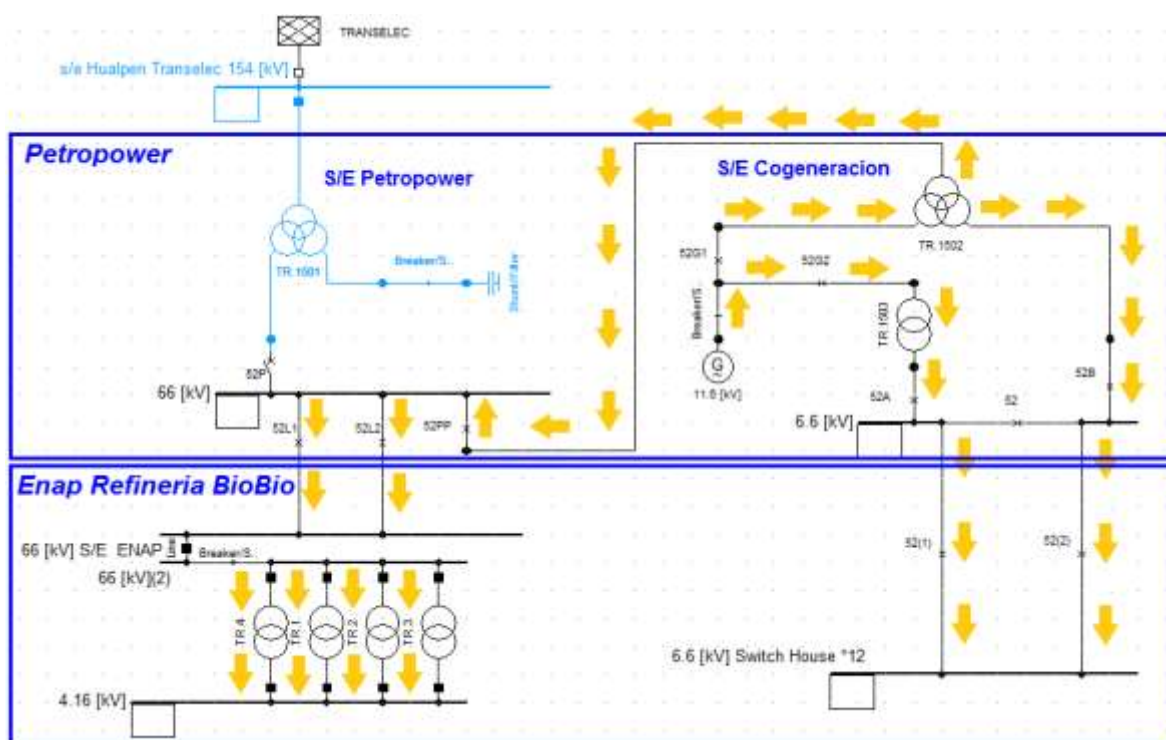 TRANSELEC
s/e Hualpen Transelec 154 [kV]
Petropower
S/E Petropower
S/E Cogeneracion
TR.1501
Breaker/S...
Shunt/Filter
TR.1502
52G1
52G2
Breaker/S...
TR.1503
G
11.5 [kV]
52P
66 [kV]
52L1
52L2
52PP
52A
52
52B
6.6 [kV]
Enap Refineria BioBio
66 [kV] S/E ENAP
Line
Breaker/S...
66 [kV](2)
TR.4
TR.1
TR.2
TR.3
4.16 [kV]
52(1)
52(2)
6.6 [kV] Switch House "12